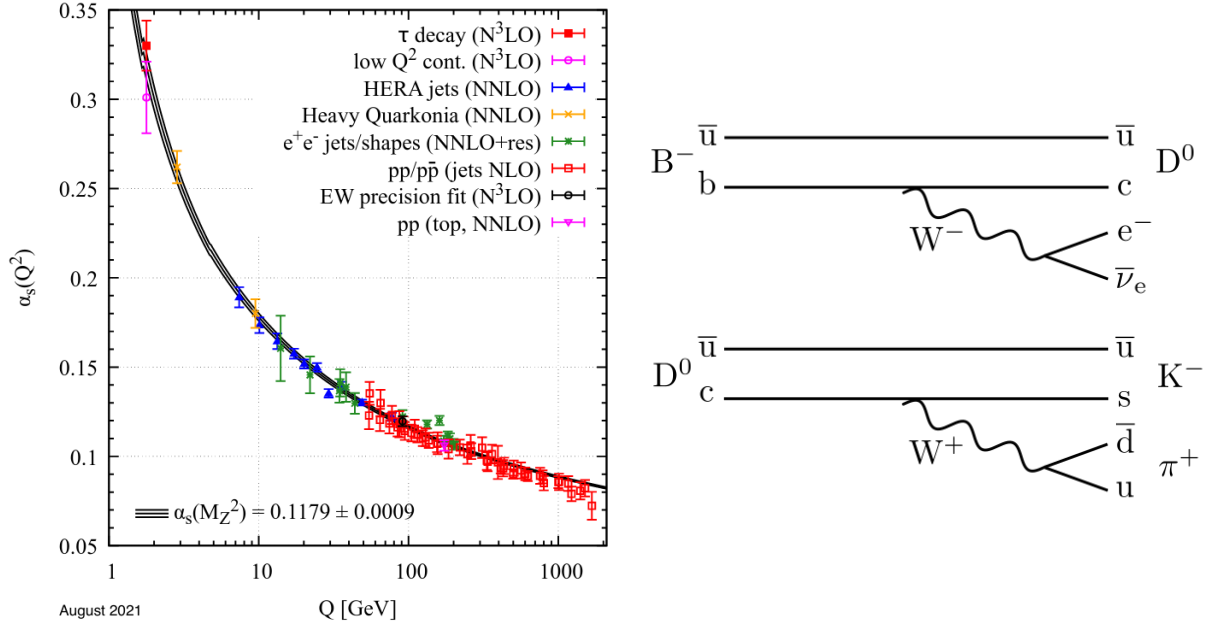 τ decay (N³LO)
low Q² cont. (N³LO)
HERA jets (NNLO)
Heavy Quarkonia (NNLO)
e⁺e⁻ jets/shapes (NNLO+res)
pp/pp̅ (jets NLO)
EW precision fit (N³LO)
pp (top, NNLO)
0.35
0.3
0.25
0.2
0.15
0.1
0.05
αₛ(Q²)
αₛ(M_Z²) = 0.1179 ± 0.0009
1 10 100 1000
Q [GeV]
August 2021
u̅ u̅
B⁻ D⁰
b c
W⁻ e⁻
ν̅ₑ
u̅ u̅
D⁰ K⁻
c s
W⁺ d̅
π⁺
u